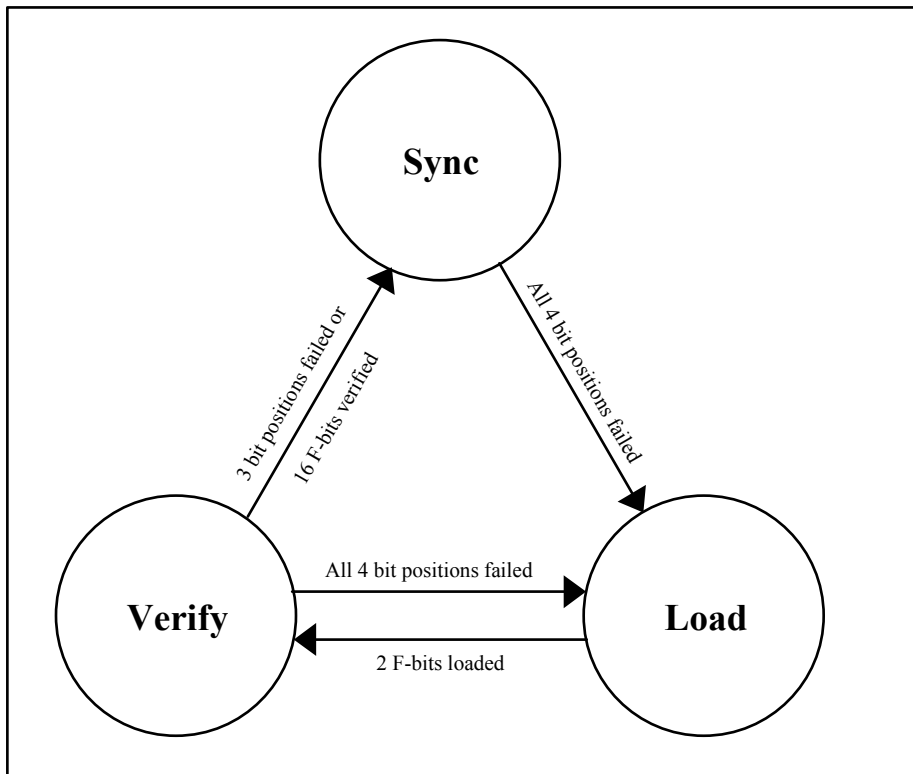 Sync
3 bit positions failed or
16 F-bits verified
All 4 bit positions failed
Verify
All 4 bit positions failed
2 F-bits loaded
Load